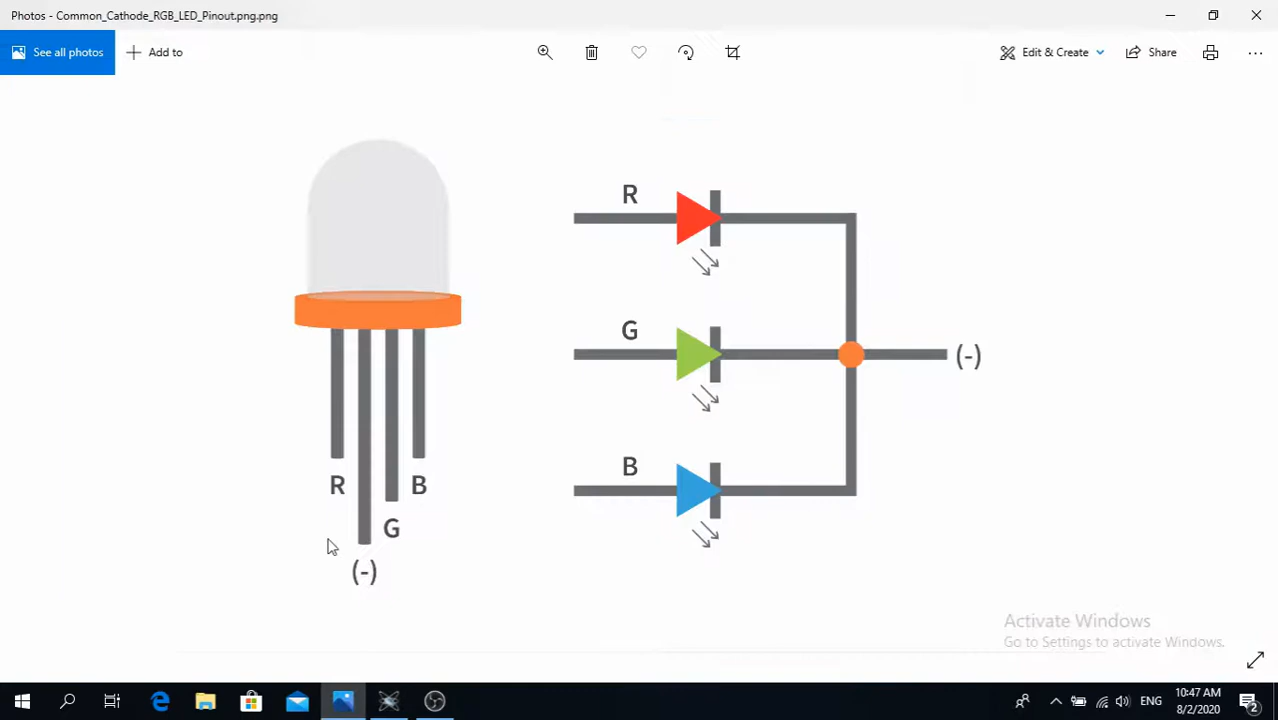 Photos - Common_Cathode_RGB_LED_Pinout.png.png
See all photos
Add to
Edit & Create
Share
R
G
B
(-)
R
B
G
(-)
Activate Windows
Go to Settings to activate Windows.
ENG
10:47 AM
8/2/2020
2